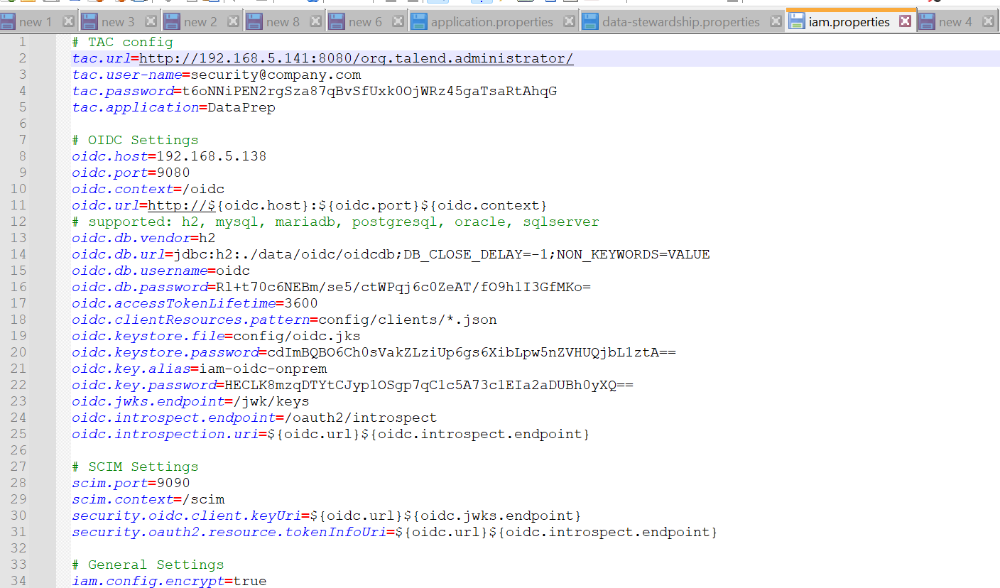 new 1
new 3
new 2
new 8
new 6
application.properties
data-stewardship.properties
iam.properties
new 4
1 # TAC config
2 tac.url=http://192.168.5.141:8080/org.talend.administrator/
3 tac.user-name=security@company.com
4 tac.password=t6oNNiPEN2rgSza87qBvSfUxk0OjWRz45gaTsaRtAhqG
5 tac.application=DataPrep
6
7 # OIDC Settings
8 oidc.host=192.168.5.138
9 oidc.port=9080
10 oidc.context=/oidc
11 oidc.url=http://${oidc.host}:${oidc.port}${oidc.context}
12 # supported: h2, mysql, mariadb, postgresql, oracle, sqlserver
13 oidc.db.vendor=h2
14 oidc.db.url=jdbc:h2:./data/oidc/oidcdb;DB_CLOSE_DELAY=-1;NON_KEYWORDS=VALUE
15 oidc.db.username=oidc
16 oidc.db.password=Rl+t70c6NEBm/se5/ctWPqj6c0ZeAT/fO9h1I3GfMKo=
17 oidc.accessTokenLifetime=3600
18 oidc.clientResources.pattern=config/clients/*.json
19 oidc.keystore.file=config/oidc.jks
20 oidc.keystore.password=cdImBQBO6Ch0sVakZLziUp6gs6XibLpw5nZVHUQjbL1ztA==
21 oidc.key.alias=iam-oidc-onprem
22 oidc.key.password=HECLK8mzqDTYtCJyp1OSgp7qC1c5A73c1EIa2aDUBh0yXQ==
23 oidc.jwks.endpoint=/jwk/keys
24 oidc.introspect.endpoint=/oauth2/introspect
25 oidc.introspection.uri=${oidc.url}${oidc.introspect.endpoint}
26
27 # SCIM Settings
28 scim.port=9090
29 scim.context=/scim
30 security.oidc.client.keyUri=${oidc.url}${oidc.jwks.endpoint}
31 security.oauth2.resource.tokenInfoUri=${oidc.url}${oidc.introspect.endpoint}
32
33 # General Settings
34 iam.config.encrypt=true